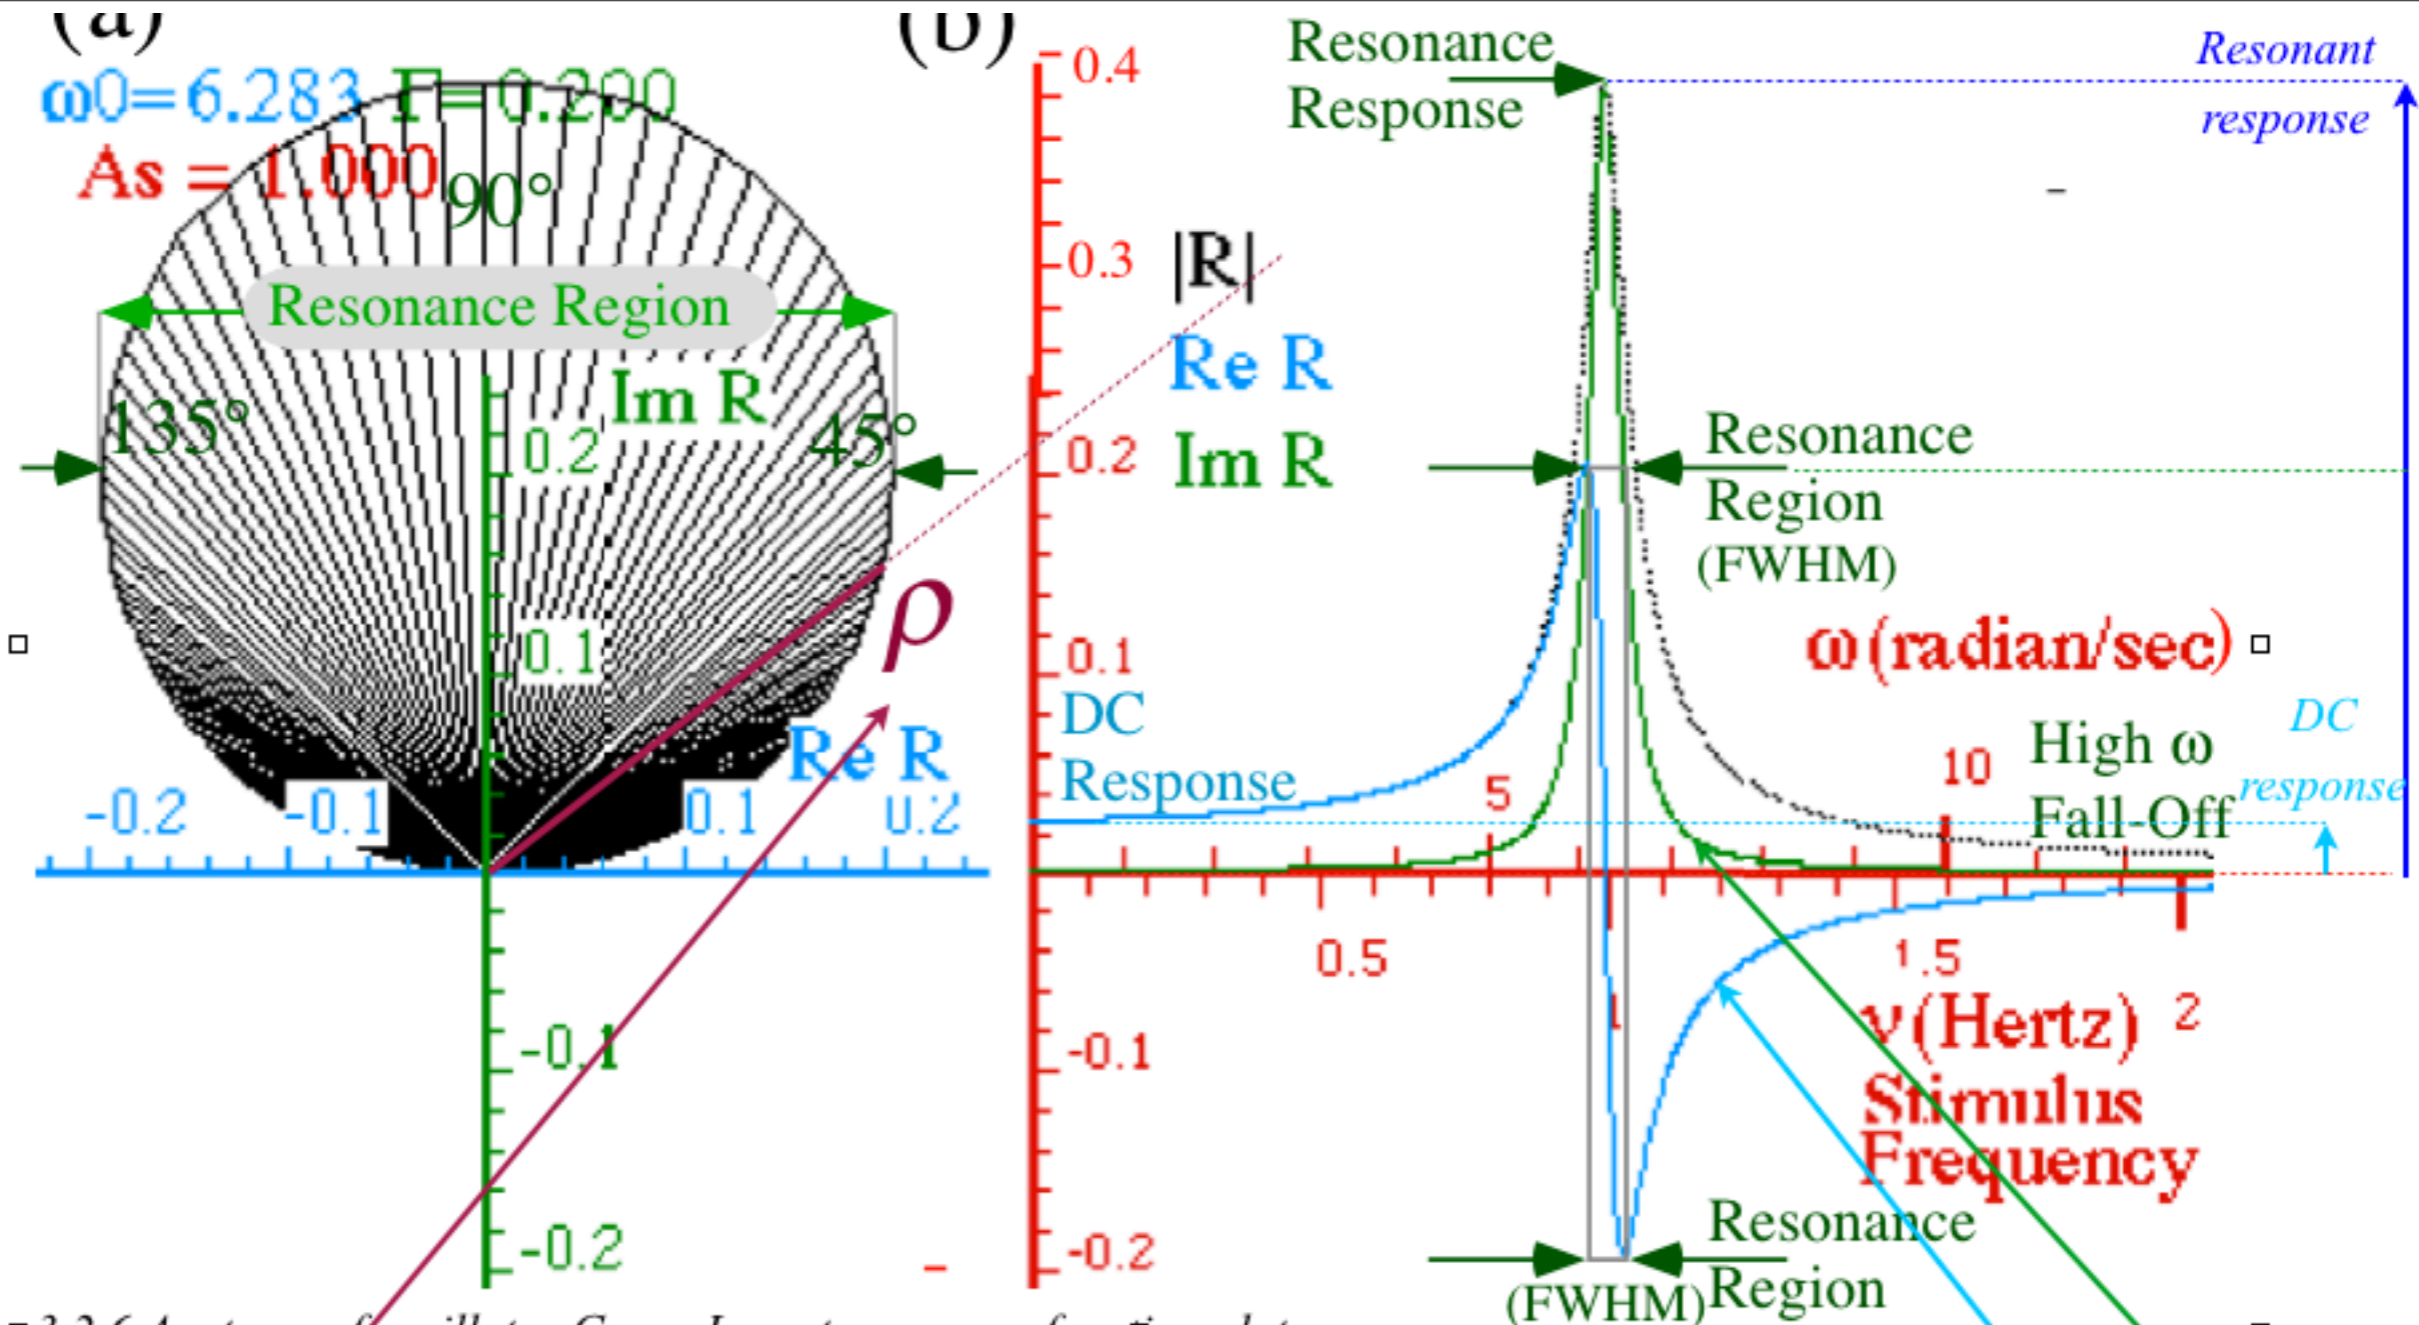 (a)
ω0=6.283 Γ=0.200
As = 1.000
90°
Resonance Region
135°
45°
Im R
0.2
0.1
-0.1
-0.2
-0.2
-0.1
0.1
0.2
Re R
ρ
(b)
0.4
0.3
0.2
0.1
-0.1
-0.2
|R|
Re R
Im R
Resonance
Response
Resonant
response
Resonance
Region
(FWHM)
ω(radian/sec)
DC
Response
5
10
High ω
Fall-Off
DC
response
0.5
1
1.5
2
ν(Hertz)
Stimulus
Frequency
Resonance
Region
(FWHM)